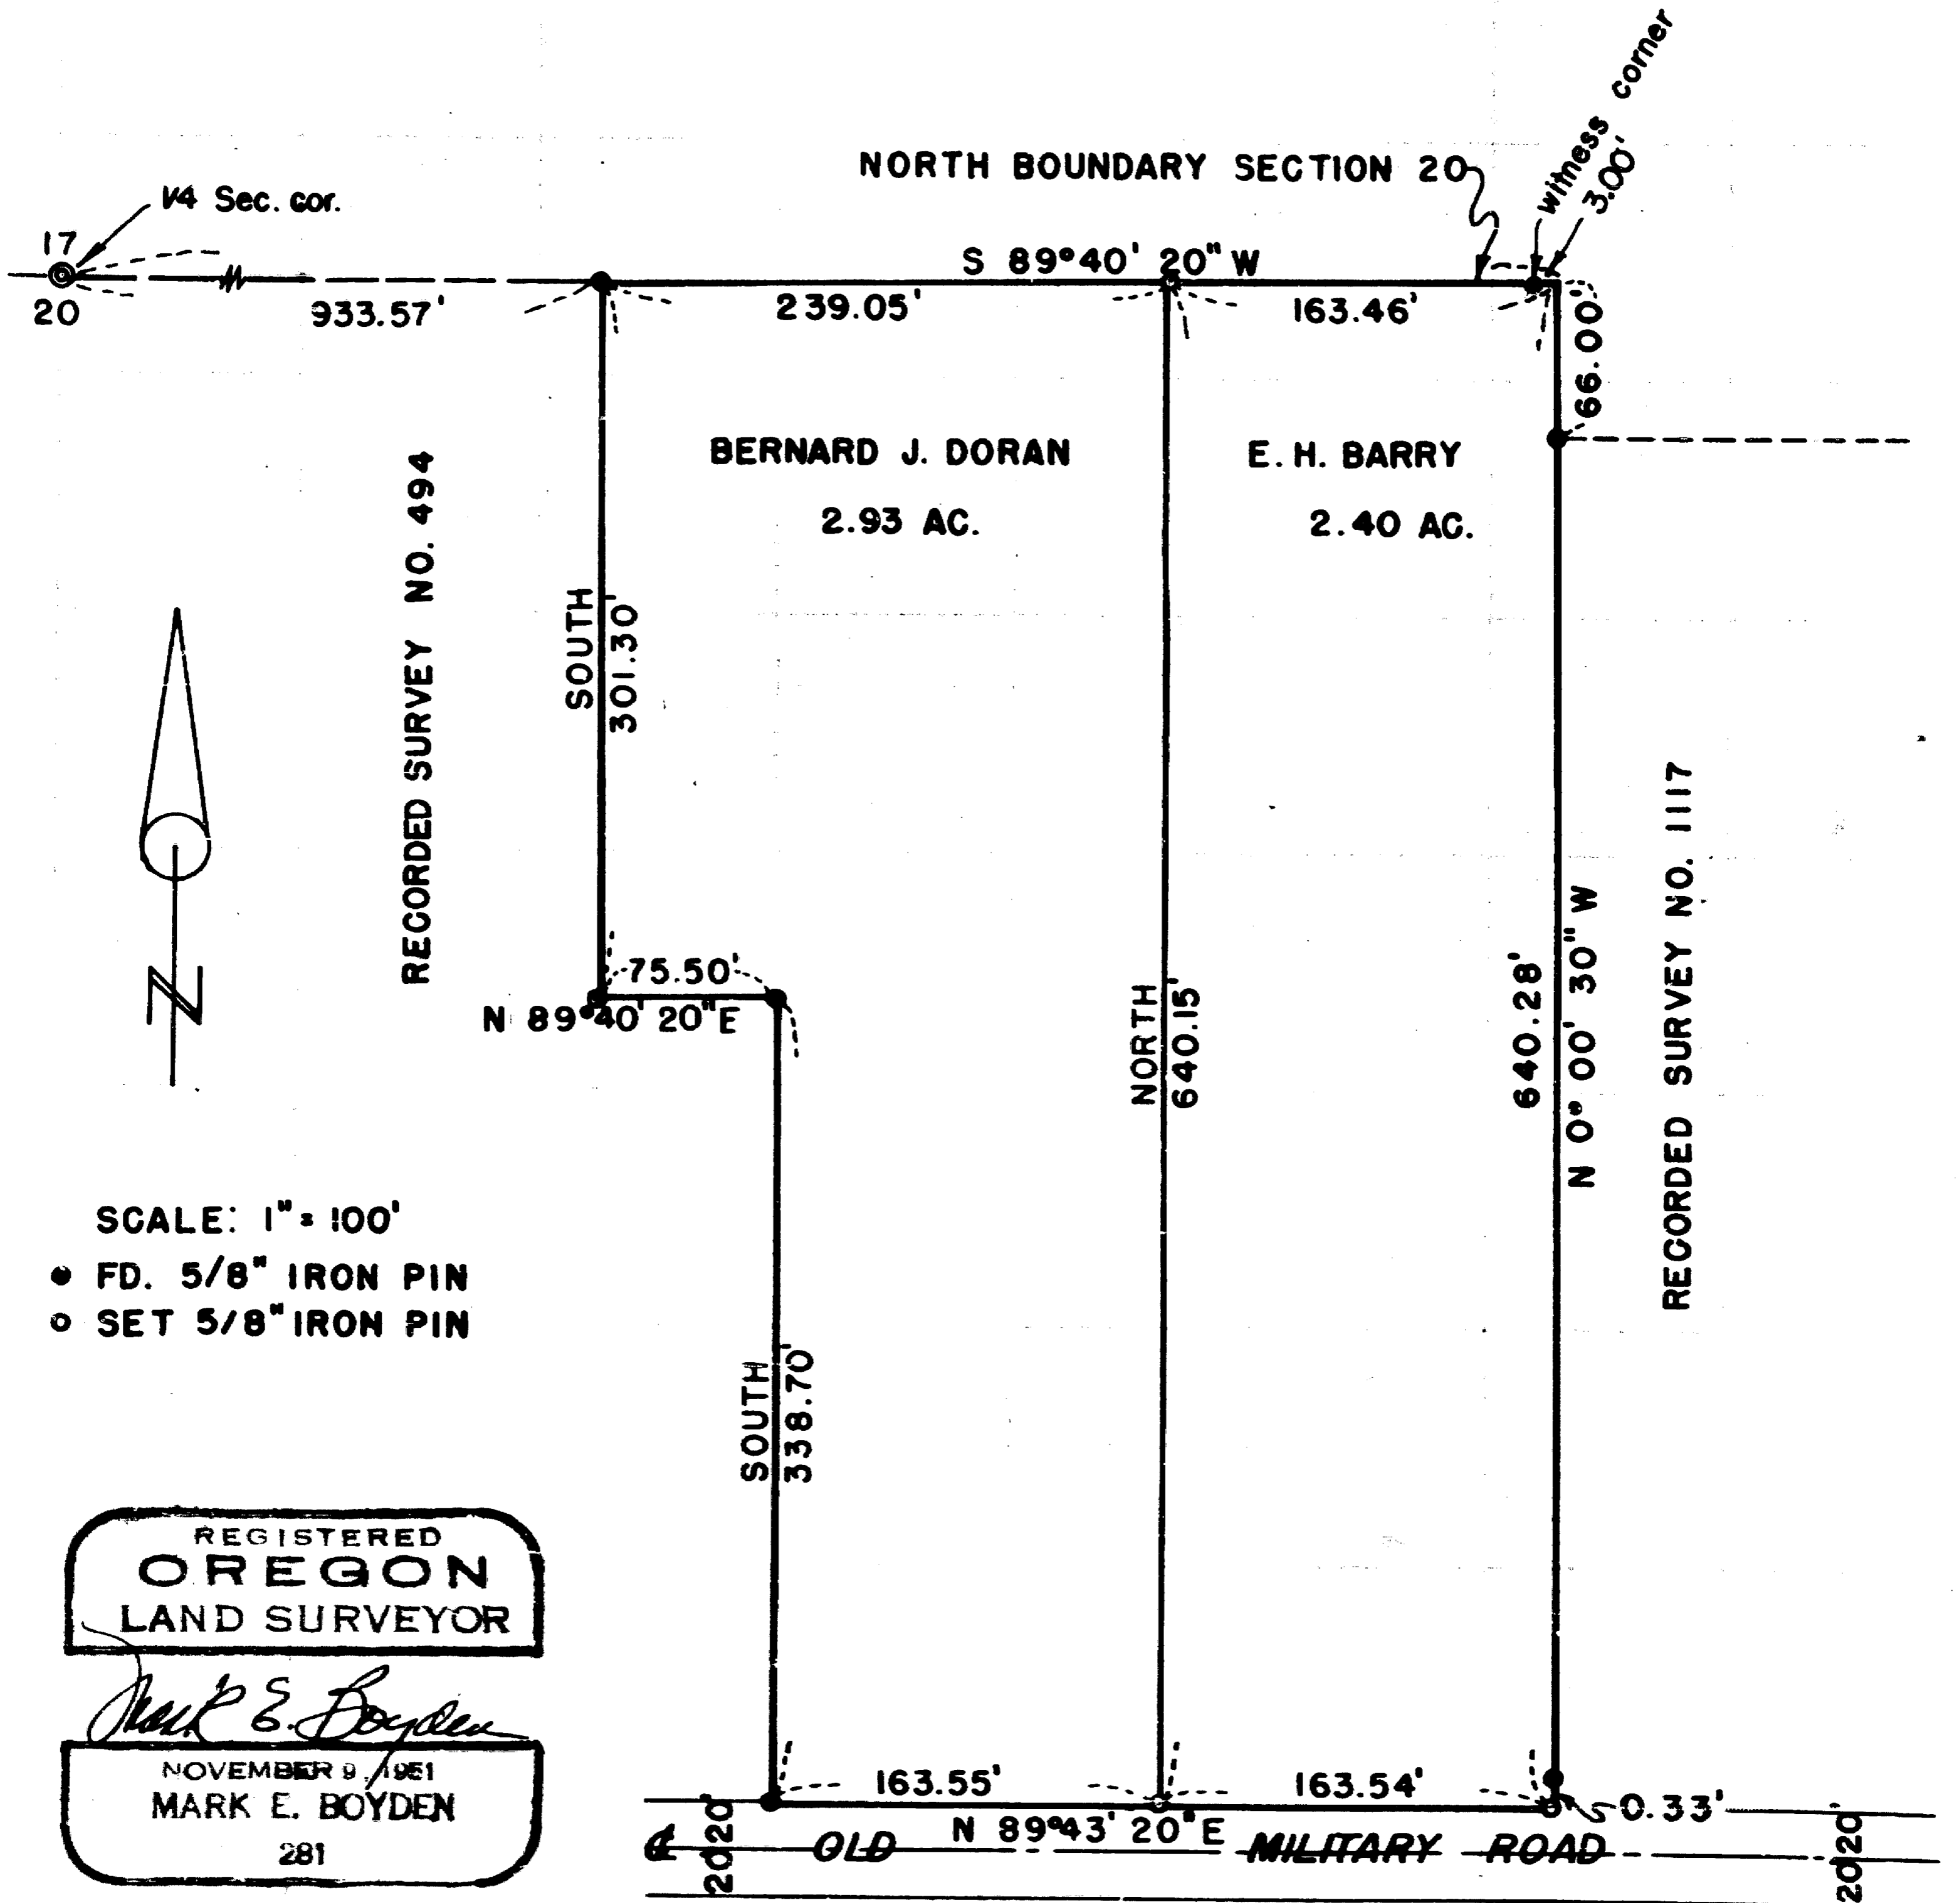 witness corner
3.00'
NORTH BOUNDARY SECTION 20
1/4 Sec. cor.
17
20
S 89°40' 20" W
933.57'
239.05'
163.46'
66.00'
BERNARD J. DORAN
2.93 AC.
E. H. BARRY
2.40 AC.
RECORDED SURVEY NO. 494
SOUTH
301.30'
75.50'
N 89°40' 20" E
NORTH
640.15'
640.28'
N 0° 00' 30" W
RECORDED SURVEY NO. 1117
N
SCALE: 1" = 100'
FD. 5/8" IRON PIN
SET 5/8" IRON PIN
SOUTH
338.70'
REGISTERED
OREGON
LAND SURVEYOR
Mark E. Boyden
NOVEMBER 9, 1951
MARK E. BOYDEN
281
163.55'
163.54'
0.33'
N 89°43' 20" E
20' 20'
℄ OLD MILITARY ROAD
20' 20'